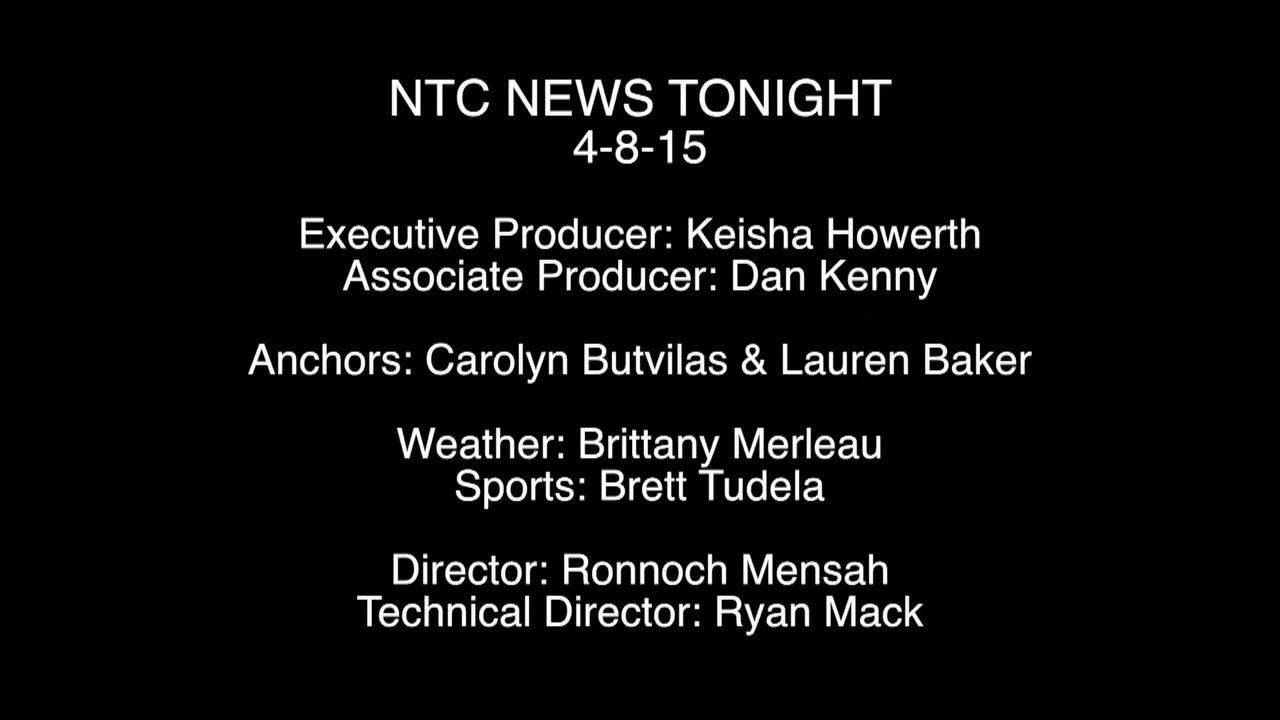 NTC NEWS TONIGHT
4-8-15
Executive Producer: Keisha Howerth
Associate Producer: Dan Kenny
Anchors: Carolyn Butvilas & Lauren Baker
Weather: Brittany Merleau
Sports: Brett Tudela
Director: Ronnoch Mensah
Technical Director: Ryan Mack